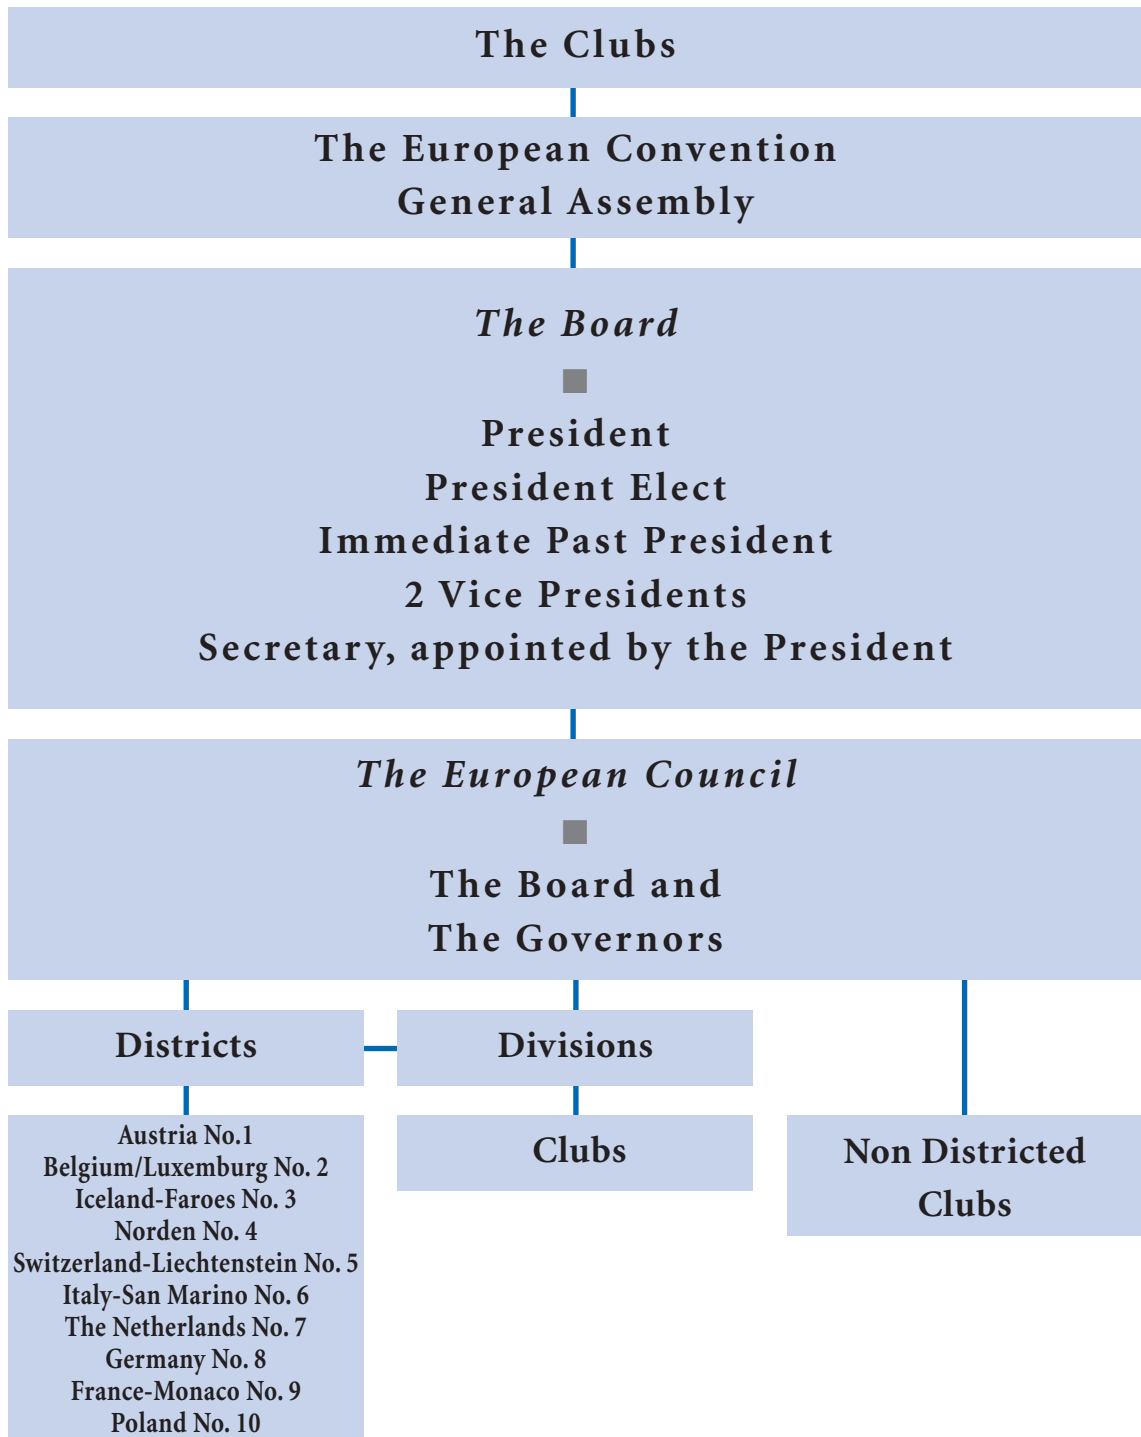 The Clubs
The European Convention
General Assembly
The Board
President
President Elect
Immediate Past President
2 Vice Presidents
Secretary, appointed by the President
The European Council
The Board and
The Governors
Districts
Divisions
Austria No.1
Belgium/Luxemburg No. 2
Iceland-Faroes No. 3
Norden No. 4
Switzerland-Liechtenstein No. 5
Italy-San Marino No. 6
The Netherlands No. 7
Germany No. 8
France-Monaco No. 9
Poland No. 10
Clubs
Non Districted
Clubs